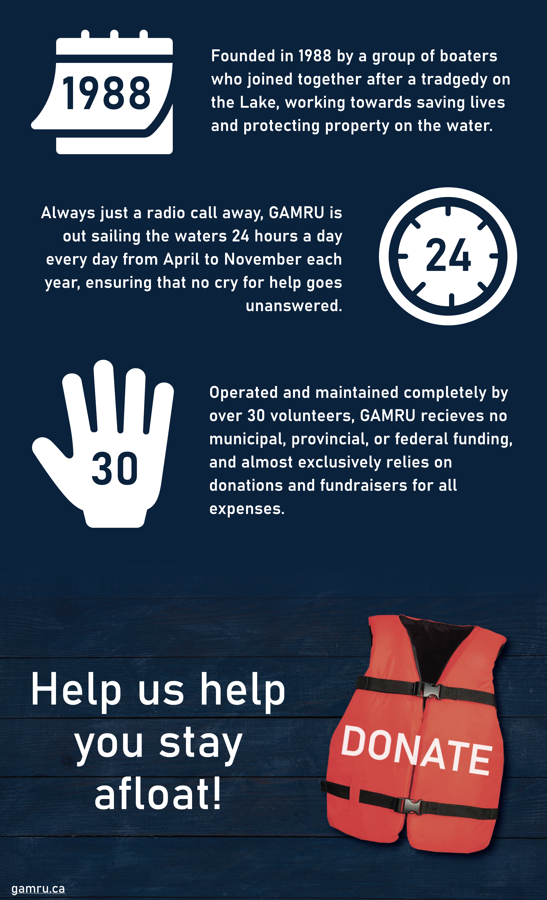 1988
Founded in 1988 by a group of boaters
who joined together after a tradgedy on
the Lake, working towards saving lives
and protecting property on the water.
Always just a radio call away, GAMRU is
out sailing the waters 24 hours a day
every day from April to November each
year, ensuring that no cry for help goes
unanswered.
24
30
Operated and maintained completely by
over 30 volunteers, GAMRU recieves no
municipal, provincial, or federal funding,
and almost exclusively relies on
donations and fundraisers for all
expenses.
Help us help
you stay
afloat!
DONATE
gamru.ca